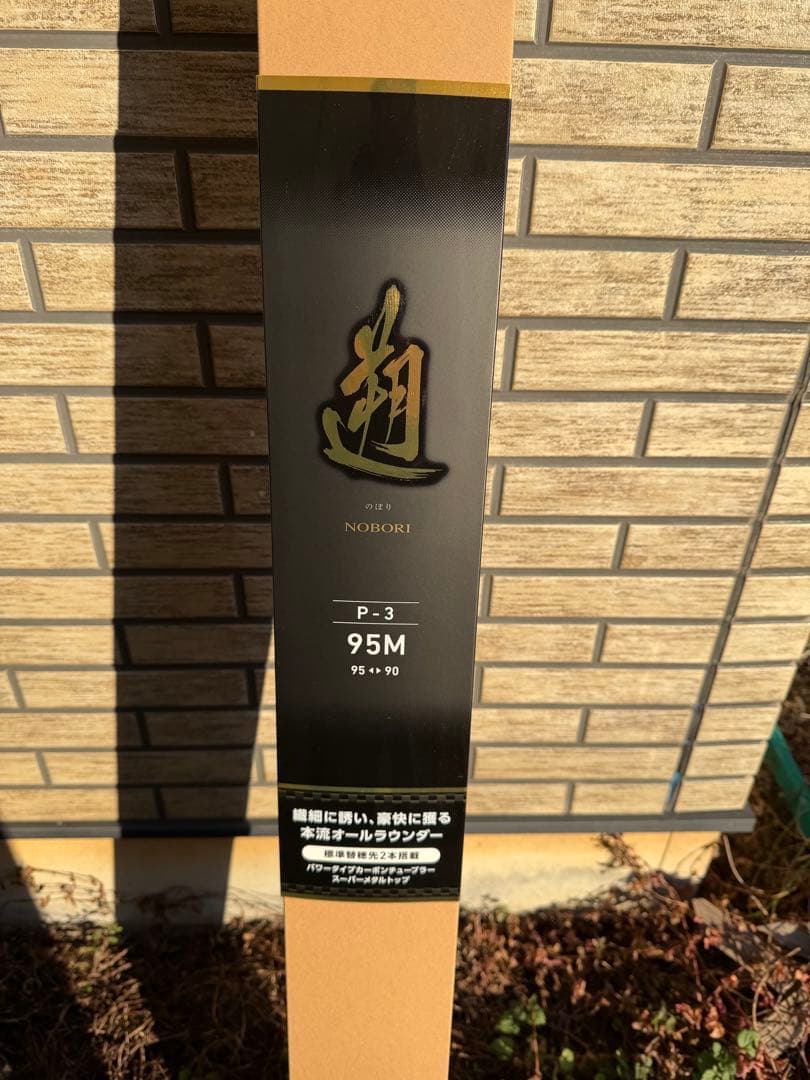 遡
のぼり
NOBORI
P-3
95M
95◂▸90
繊細に誘い、豪快に獲る
本流オールラウンダー
標準替穂先2本搭載
パワータイプカーボンチューブラー
スーパーメタルトップ